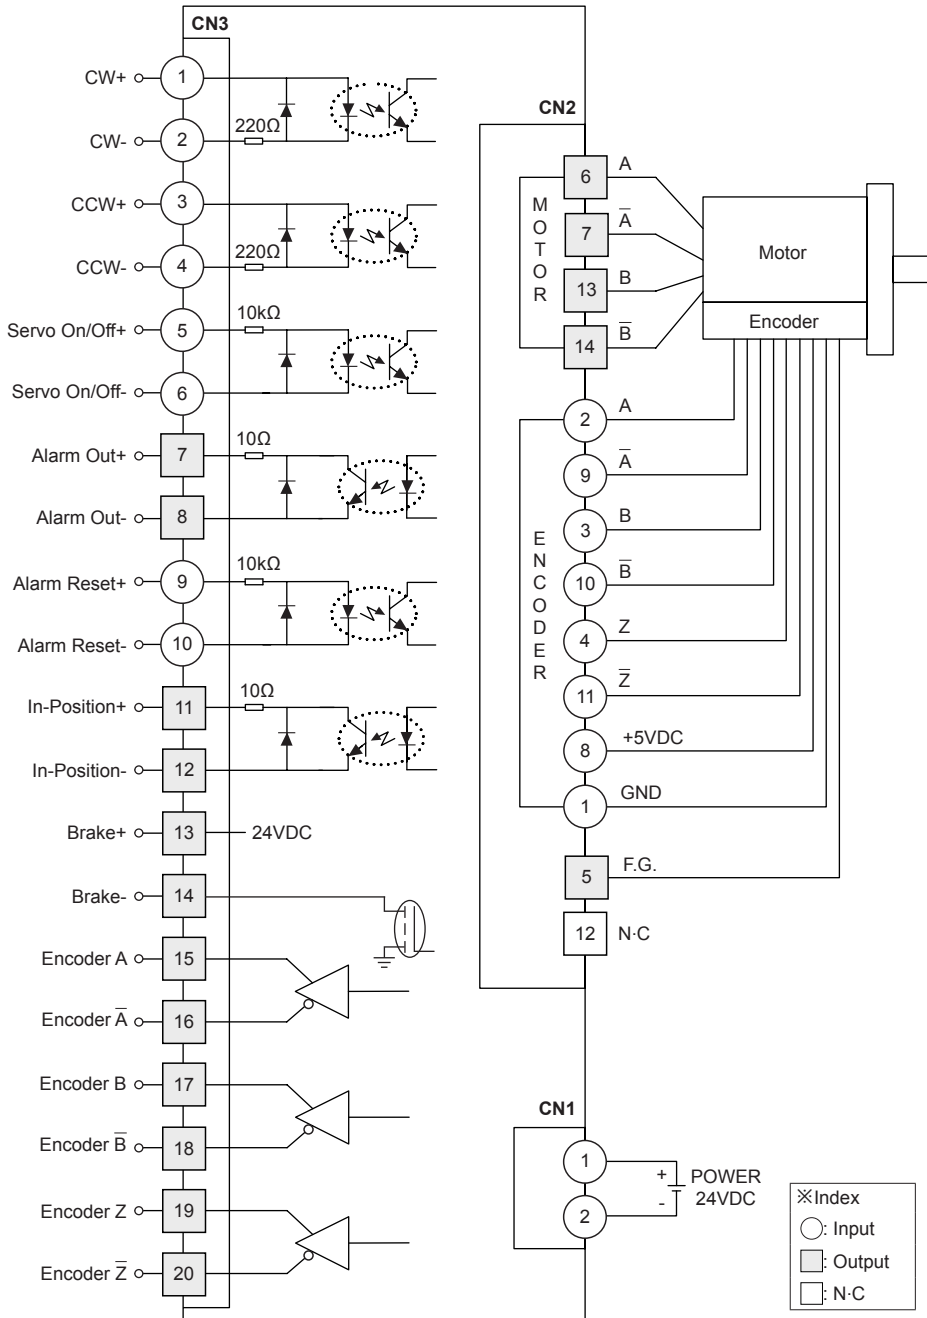 CN3
CW+ 1
CW- 2 220Ω
CCW+ 3
CCW- 4 220Ω
Servo On/Off+ 5 10kΩ
Servo On/Off- 6
Alarm Out+ 7 10Ω
Alarm Out- 8
Alarm Reset+ 9 10kΩ
Alarm Reset- 10
In-Position+ 11 10Ω
In-Position- 12
Brake+ 13 24VDC
Brake- 14
Encoder A 15
Encoder A̅ 16
Encoder B 17
Encoder B̅ 18
Encoder Z 19
Encoder Z̅ 20
CN2
MOTOR
6 A
7 A̅
13 B
14 B̅
Motor
Encoder
ENCODER
2 A
9 A̅
3 B
10 B̅
4 Z
11 Z̅
8 +5VDC
1 GND
5 F.G.
12 N·C
CN1
1 +
2 -
POWER
24VDC
※Index
: Input
: Output
: N·C